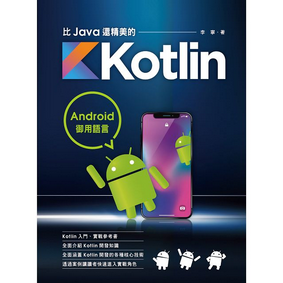 比 Java 還精美的
李 寧・著
Kotlin
Android
御用語言
Kotlin 入門、實戰參考書
全面介紹 Kotlin 開發知識
全面涵蓋 Kotlin 開發的各種核心技術
透過案例讓讀者快速進入實戰角色